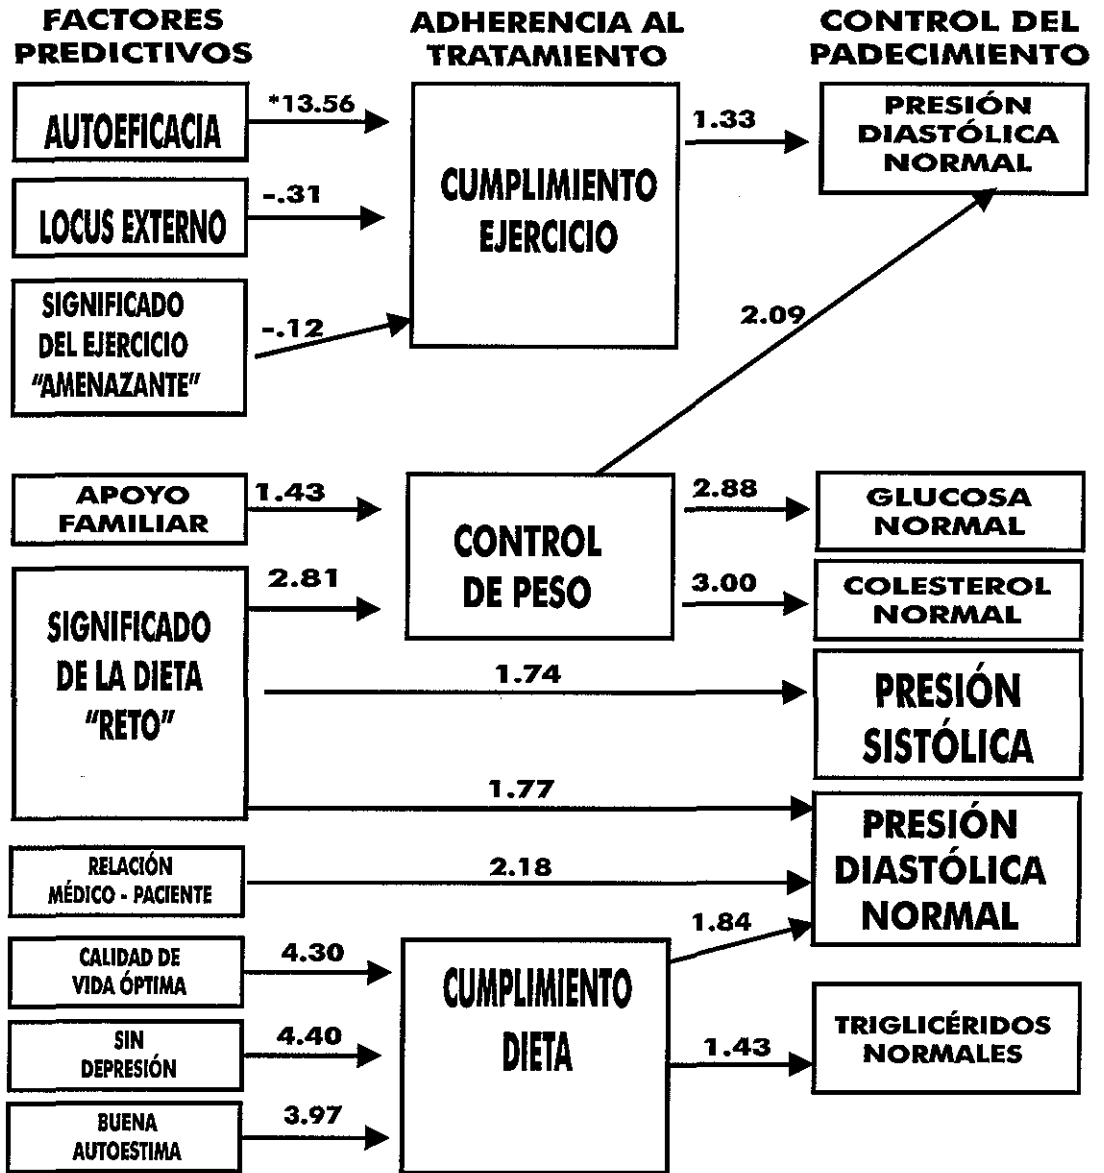 FACTORES
PREDICTIVOS
ADHERENCIA AL
TRATAMIENTO
CONTROL DEL
PADECIMIENTO
AUTOEFICACIA
*13.56
LOCUS EXTERNO
-.31
SIGNIFICADO
DEL EJERCICIO
“AMENAZANTE”
-.12
CUMPLIMIENTO
EJERCICIO
1.33
PRESIÓN
DIASTÓLICA
NORMAL
2.09
APOYO
FAMILIAR
1.43
SIGNIFICADO
DE LA DIETA
“RETO”
2.81
CONTROL
DE PESO
2.88
GLUCOSA
NORMAL
3.00
COLESTEROL
NORMAL
1.74
PRESIÓN
SISTÓLICA
1.77
PRESIÓN
DIASTÓLICA
NORMAL
RELACIÓN
MÉDICO - PACIENTE
2.18
CALIDAD DE
VIDA ÓPTIMA
4.30
SIN
DEPRESIÓN
4.40
BUENA
AUTOESTIMA
3.97
CUMPLIMIENTO
DIETA
1.84
1.43
TRIGLICÉRIDOS
NORMALES